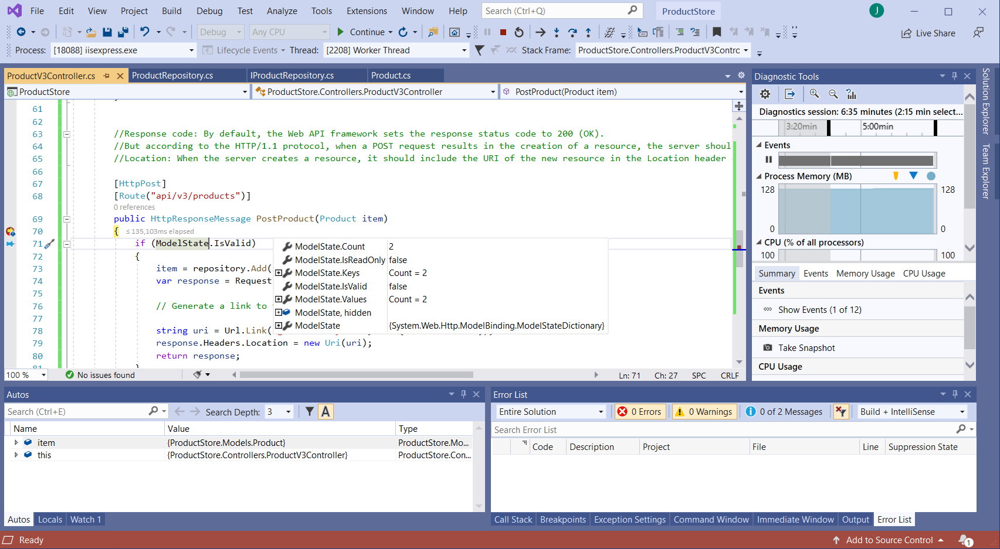 File Edit View Project Build Debug Test Analyze Tools Extensions Window Help Search (Ctrl+Q) ProductStore J
Debug Any CPU Continue Live Share
Process: [18088] iisexpress.exe Lifecycle Events Thread: [2208] Worker Thread Stack Frame: ProductStore.Controllers.ProductV3Contro
ProductV3Controller.cs ProductRepository.cs IProductRepository.cs Product.cs
ProductStore ProductStore.Controllers.ProductV3Controller PostProduct(Product item)
61
62
63 //Response code: By default, the Web API framework sets the response status code to 200 (OK).
64 //But according to the HTTP/1.1 protocol, when a POST request results in the creation of a resource, the server shoul
65 //Location: When the server creates a resource, it should include the URI of the new resource in the Location header
66
67 [HttpPost]
68 [Route("api/v3/products")]
0 references
69 public HttpResponseMessage PostProduct(Product item)
70 { ≤ 135,103ms elapsed
71 if (ModelState.IsValid)
72 {
73 item = repository.Add(
74 var response = Request
75
76 // Generate a link to
77
78 string uri = Url.Link(
79 response.Headers.Location = new Uri(uri);
80 return response;
81 }
ModelState.Count 2
ModelState.IsReadOnly false
ModelState.Keys Count = 2
ModelState.IsValid false
ModelState.Values Count = 2
ModelState, hidden
ModelState {System.Web.Http.ModelBinding.ModelStateDictionary}
100 % No issues found Ln: 71 Ch: 27 SPC CRLF
Diagnostic Tools
Diagnostics session: 6:35 minutes (2:15 min select...
3:20min 5:00min
Events
Process Memory (MB)
128 128
0 0
CPU (% of all processors)
100 100
Summary Events Memory Usage CPU Usage
Events
Show Events (1 of 12)
Memory Usage
Take Snapshot
CPU Usage
Solution Explorer
Team Explorer
Autos
Search (Ctrl+E) Search Depth: 3 A
Name Value Type
item {ProductStore.Models.Product} ProductStore.Mo...
this {ProductStore.Controllers.ProductV3Controller} ProductStore.Con...
Autos Locals Watch 1
Error List
Entire Solution 0 Errors 0 Warnings 0 of 2 Messages Build + IntelliSense
Search Error List
Code Description Project File Line Suppression State
Call Stack Breakpoints Exception Settings Command Window Immediate Window Output Error List
Ready Add to Source Control 1